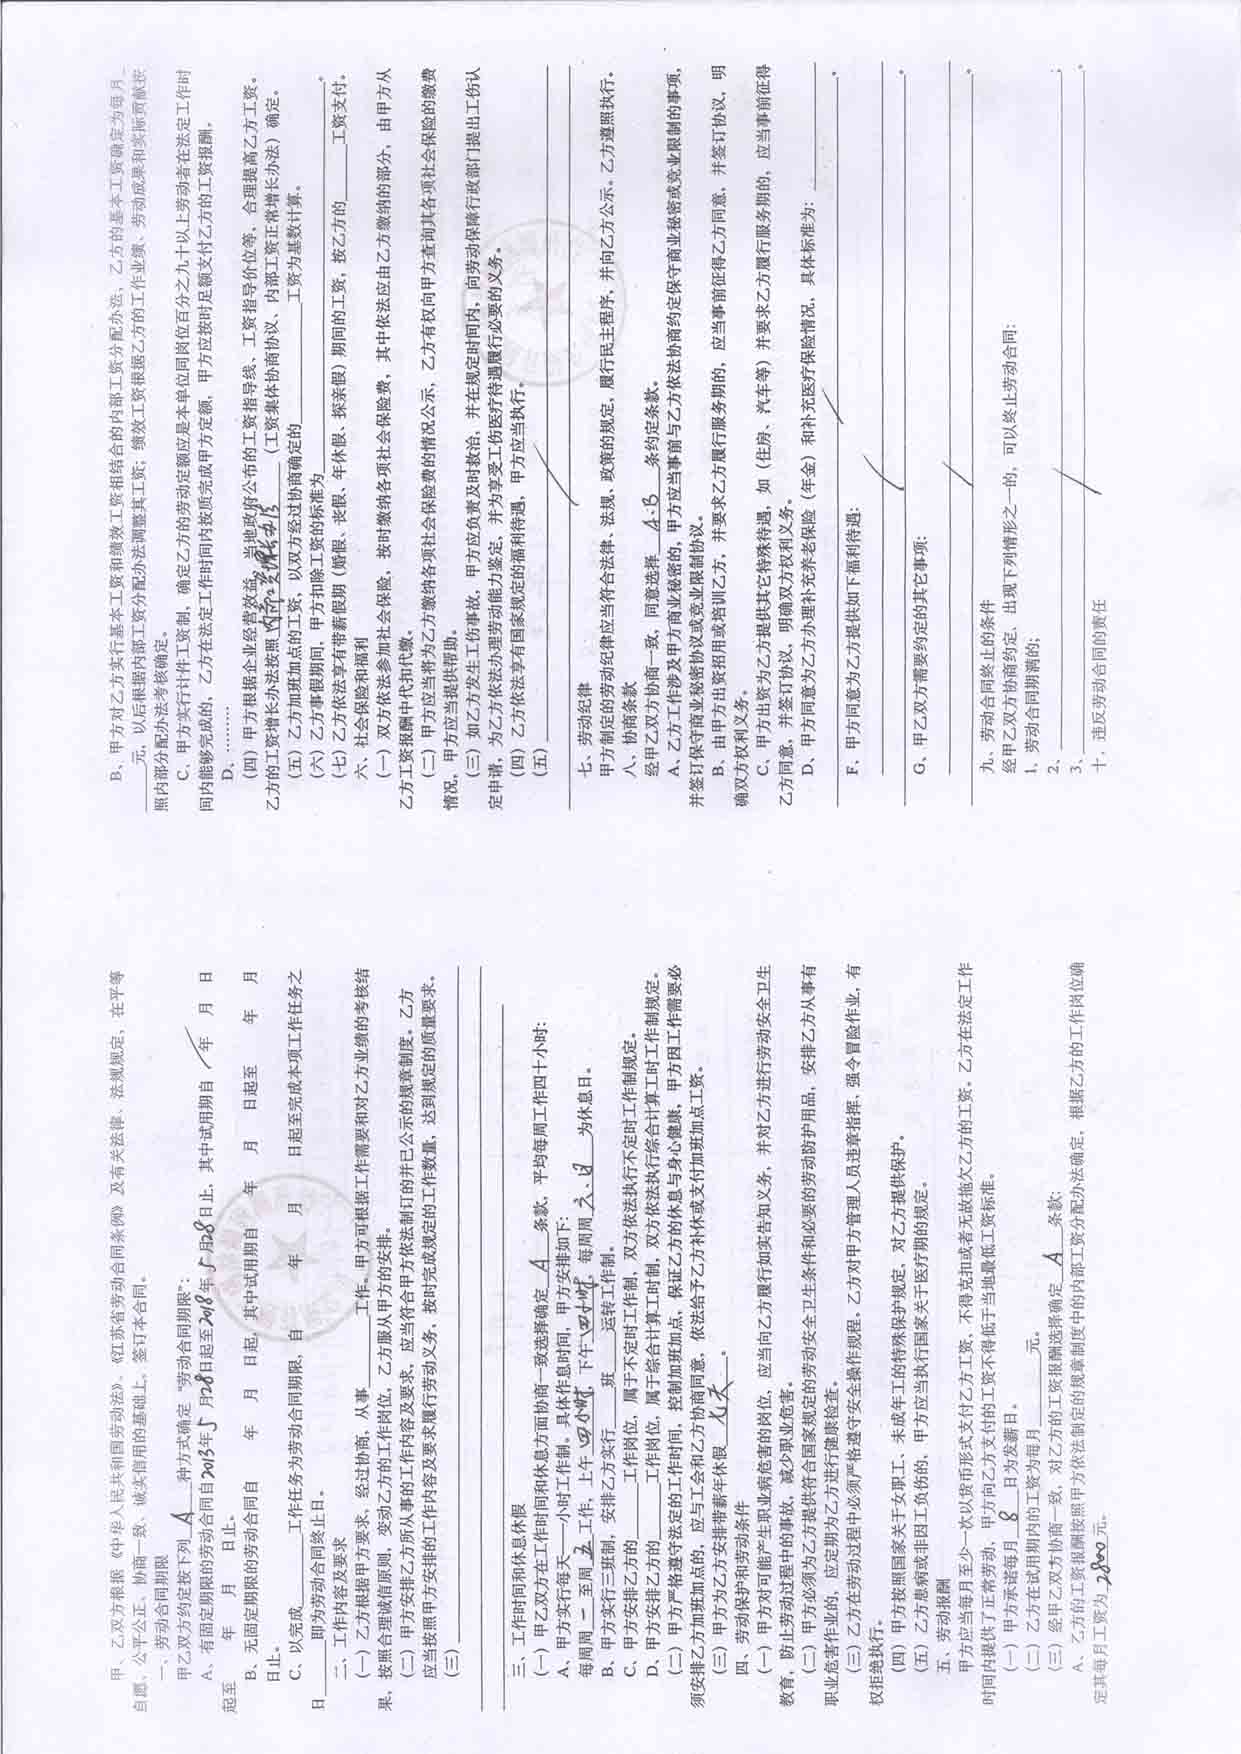 甲、乙双方根据《中华人民共和国劳动法》、《江苏省劳动合同条例》及有关法律、法规规定，在平等
自愿、公平公正、协商一致、诚实信用的基础上，签订本合同。
一、劳动合同期限
甲乙双方约定按下列 A 种方式确定“劳动合同期限”：
A、有固定期限的劳动合同自2013年5月28日起至2018年5月28日止，其中试用期自 / 年 月 日
起至 年 月 日止。
B、无固定期限的劳动合同自 年 月 日起，其中试用期自 年 月 日起至 年 月
日止。
C、以完成______工作任务为劳动合同期限，自 年 月 日起至完成本项工作任务之
日______即为劳动合同终止日。
二、工作内容及要求
（一）乙方根据甲方要求，经过协商，从事______工作。甲方可根据工作需要和对乙方业绩的考核结
果，按照合理诚信原则，变动乙方的工作岗位，乙方服从甲方的安排。
（二）甲方安排乙方所从事的工作内容及要求，应当符合甲方依法制订的并已公示的规章制度。乙方
应当按照甲方安排的工作内容及要求履行劳动义务，按时完成规定的工作数量，达到规定的质量要求。
（三）
三、工作时间和休息休假
（一）甲乙双方在工作时间和休息方面协商一致选择确定 A 条款，平均每周工作四十小时：
A、甲方实行每天——小时工作制。具体作息时间，甲方安排如下：
每周周 一 至周 五 工作，上午 四小时，下午 四小时，每周周 六.日 为休息日。
B、甲方实行三班制，安排乙方实行______班______运转工作制。
C、甲方安排乙方的______工作岗位，属于不定时工作制，双方依法执行不定时工作制规定。
D、甲方安排乙方的______工作岗位，属于综合计算工时制，双方依法执行综合计算工时工作制规定。
（二）甲方严格遵守法定的工作时间，控制加班加点，保证乙方的休息与身心健康，甲方因工作需要必
须安排乙方加班加点的，应与工会和乙方协商同意，依法给予乙方补休或支付加班加点工资。
（三）甲方为乙方安排带薪年休假 七天 。
四、劳动保护和劳动条件
（一）甲方对可能产生职业病危害的岗位，应当向乙方履行如实告知义务，并对乙方进行劳动安全卫生
教育，防止劳动过程中的事故，减少职业危害。
（二）甲方必须为乙方提供符合国家规定的劳动安全卫生条件和必要的劳动防护用品，安排乙方从事有
职业危害作业的，应定期为乙方进行健康检查。
（三）乙方在劳动过程中必须严格遵守安全操作规程。乙方对甲方管理人员违章指挥、强令冒险作业，有
权拒绝执行。
（四）甲方按照国家关于女职工、未成年工的特殊保护规定，对乙方提供保护。
（五）乙方患病或非因工负伤的，甲方应当执行国家关于医疗期的规定。
五、劳动报酬
甲方应当每月至少一次以货币形式支付乙方工资，不得克扣或者无故拖欠乙方的工资。乙方在法定工作
时间内提供了正常劳动，甲方向乙方支付的工资不得低于当地最低工资标准。
（一）甲方承诺每月 8 日为发薪日。
（二）乙方在试用期内的工资为每月______元。
（三）经甲乙双方协商一致，对乙方的工资报酬选择确定 A 条款：
A、乙方的工资报酬按照甲方依法制定的规章制度中的内部工资分配办法确定，根据乙方的工作岗位确
定其每月工资为 2800 元。
B、甲方对乙方实行基本工资和绩效工资相结合的内部工资分配办法，乙方的基本工资确定为每月
______元，以后根据内部工资分配办法调整其工资；绩效工资根据乙方的工作业绩、劳动成果和实际贡献按
照内部分配办法考核确定。
C、甲方实行计件工资制，确定乙方的劳动定额应是本单位同岗位百分之九十以上劳动者在法定工作时
间内能够完成的，乙方在法定工作时间内按质完成甲方定额，甲方应按时足额支付乙方的工资报酬。
D、………
（四）甲方根据企业经营效益，当地政府公布的工资指导线、工资指导价位等，合理提高乙方工资。
乙方的工资增长办法按照 （工资集体协商协议、内部工资正常增长办法）确定。
（五）乙方加班加点的工资，以双方经过协商确定的______工资为基数计算。
（六）乙方事假期间，甲方扣除工资的标准为______。
（七）乙方依法享有带薪假期（婚假、丧假、年休假、探亲假）期间的工资，按乙方的______工资支付。
六、社会保险和福利
（一）双方依法参加社会保险，按时缴纳各项社会保险费，其中依法应由乙方缴纳的部分，由甲方从
乙方工资报酬中代扣代缴。
（二）甲方应当将为乙方缴纳各项社会保险费的情况公示，乙方有权向甲方查询其各项社会保险的缴费
情况，甲方应当提供帮助。
（三）如乙方发生工伤事故，甲方应负责及时救治，并在规定时间内，向劳动保障行政部门提出工伤认
定申请，为乙方依法办理劳动能力鉴定，并为享受工伤医疗待遇履行必要的义务。
（四）乙方依法享有国家规定的福利待遇，甲方应当执行。
（五）
七、劳动纪律
甲方制定的劳动纪律应当符合法律、法规、政策的规定，履行民主程序，并向乙方公示。乙方遵照执行。
八、协商条款
经甲乙双方协商一致，同意选择 A.B 条约定条款。
A、乙方工作涉及甲方商业秘密的，甲方应当事前与乙方依法协商约定保守商业秘密或竞业限制的事项，
并签订保守商业秘密协议或竞业限制协议。
B、由甲方出资招用或培训乙方，并要求乙方履行服务期的，应当事前征得乙方同意，并签订协议，明
确双方权利义务。
C、甲方出资为乙方提供其它特殊待遇，如（住房、汽车等）并要求乙方履行服务期的，应当事前征得
乙方同意，并签订协议，明确双方权利义务。
D、甲方同意为乙方办理补充养老保险（年金）和补充医疗保险情况，具体标准为：
。
F、甲方同意为乙方提供如下福利待遇：
。
G、甲乙双方需要约定的其它事项：
。
九、劳动合同终止的条件
经甲乙双方协商约定，出现下列情形之一的，可以终止劳动合同：
1、劳动合同期满的；
2、
3、 。
十、违反劳动合同的责任